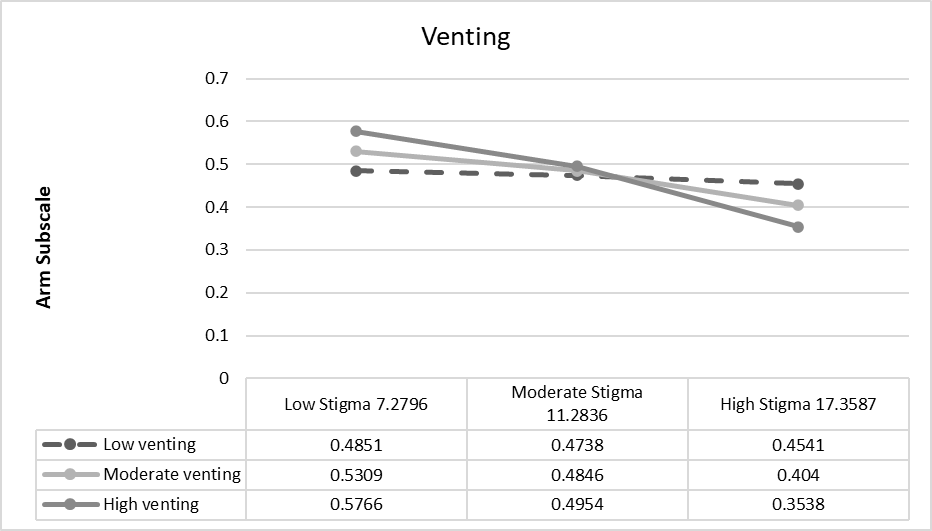 Venting
Arm Subscale
0.7
0.6
0.5
0.4
0.3
0.2
0.1
0
Low Stigma 7.2796
Moderate Stigma
11.2836
High Stigma 17.3587
Low venting 0.4851 0.4738 0.4541
Moderate venting 0.5309 0.4846 0.404
High venting 0.5766 0.4954 0.3538